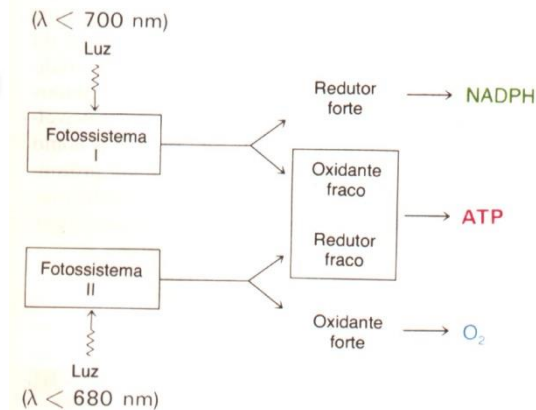 (λ < 700 nm)
Luz
Fotossistema
I
Redutor
forte
NADPH
Oxidante
fraco
Redutor
fraco
ATP
Fotossistema
II
Oxidante
forte
O₂
Luz
(λ < 680 nm)